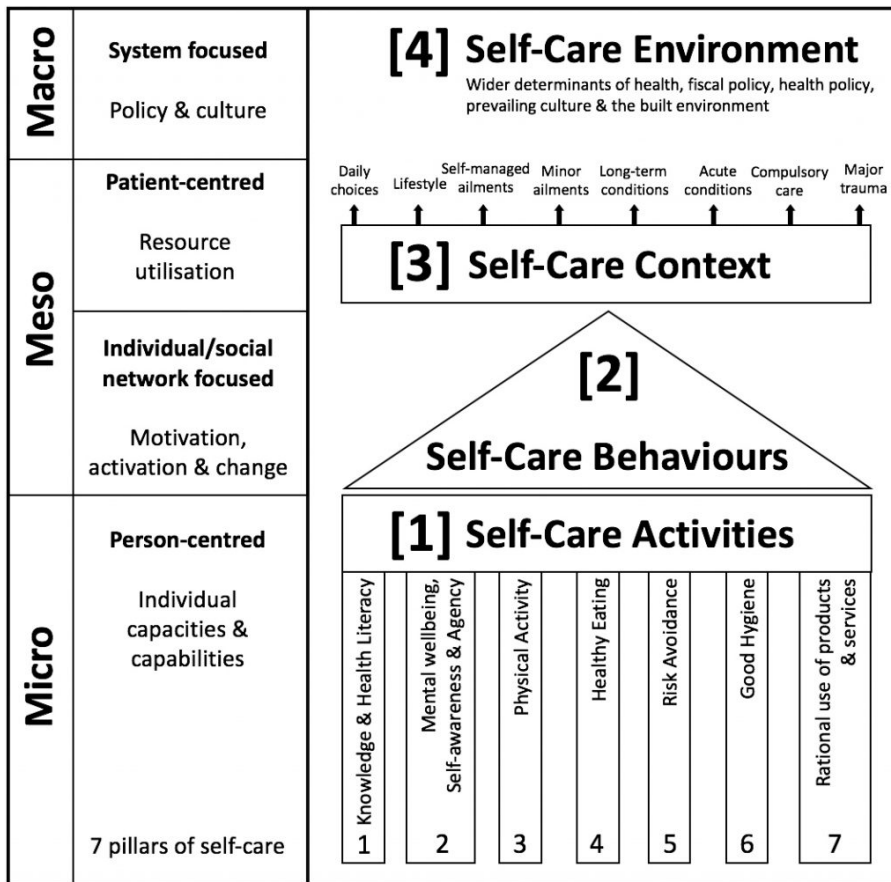 Macro
System focused
Policy & culture
[4] Self-Care Environment
Wider determinants of health, fiscal policy, health policy,
prevailing culture & the built environment
Meso
Patient-centred
Resource
utilisation
Daily
choices
Lifestyle
Self-managed
ailments
Minor
ailments
Long-term
conditions
Acute
conditions
Compulsory
care
Major
trauma
[3] Self-Care Context
Individual/social
network focused
Motivation,
activation & change
[2]
Self-Care Behaviours
Micro
Person-centred
Individual
capacities &
capabilities
7 pillars of self-care
[1] Self-Care Activities
Knowledge & Health Literacy
1
Mental wellbeing,
Self-awareness & Agency
2
Physical Activity
3
Healthy Eating
4
Risk Avoidance
5
Good Hygiene
6
Rational use of products
& services
7